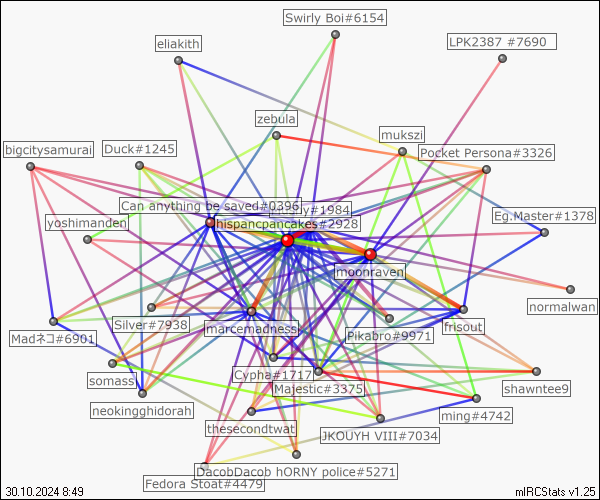 Swirly Boi#6154
eliakith
LPK2387 #7690
zebula
mukszi
bigcitysamurai
Duck#1245
Pocket Persona#3326
Can anything be saved#0396
#1984
yoshimanden
hispancpancakes#2928
Eg.Master#1378
moonraven
normalwan
Madネコ#6901
Silver#7938
marcemadness
Pikabro#9971
frisout
somass
Cypha#1717
Majestic#3375
shawntee9
neokingghidorah
thesecondtwat
JKOUYH VIII#7034
ming#4742
DacobDacob hORNY police#5271
Fedora Stoat#4479
30.10.2024 8:49
mIRCStats v1.25